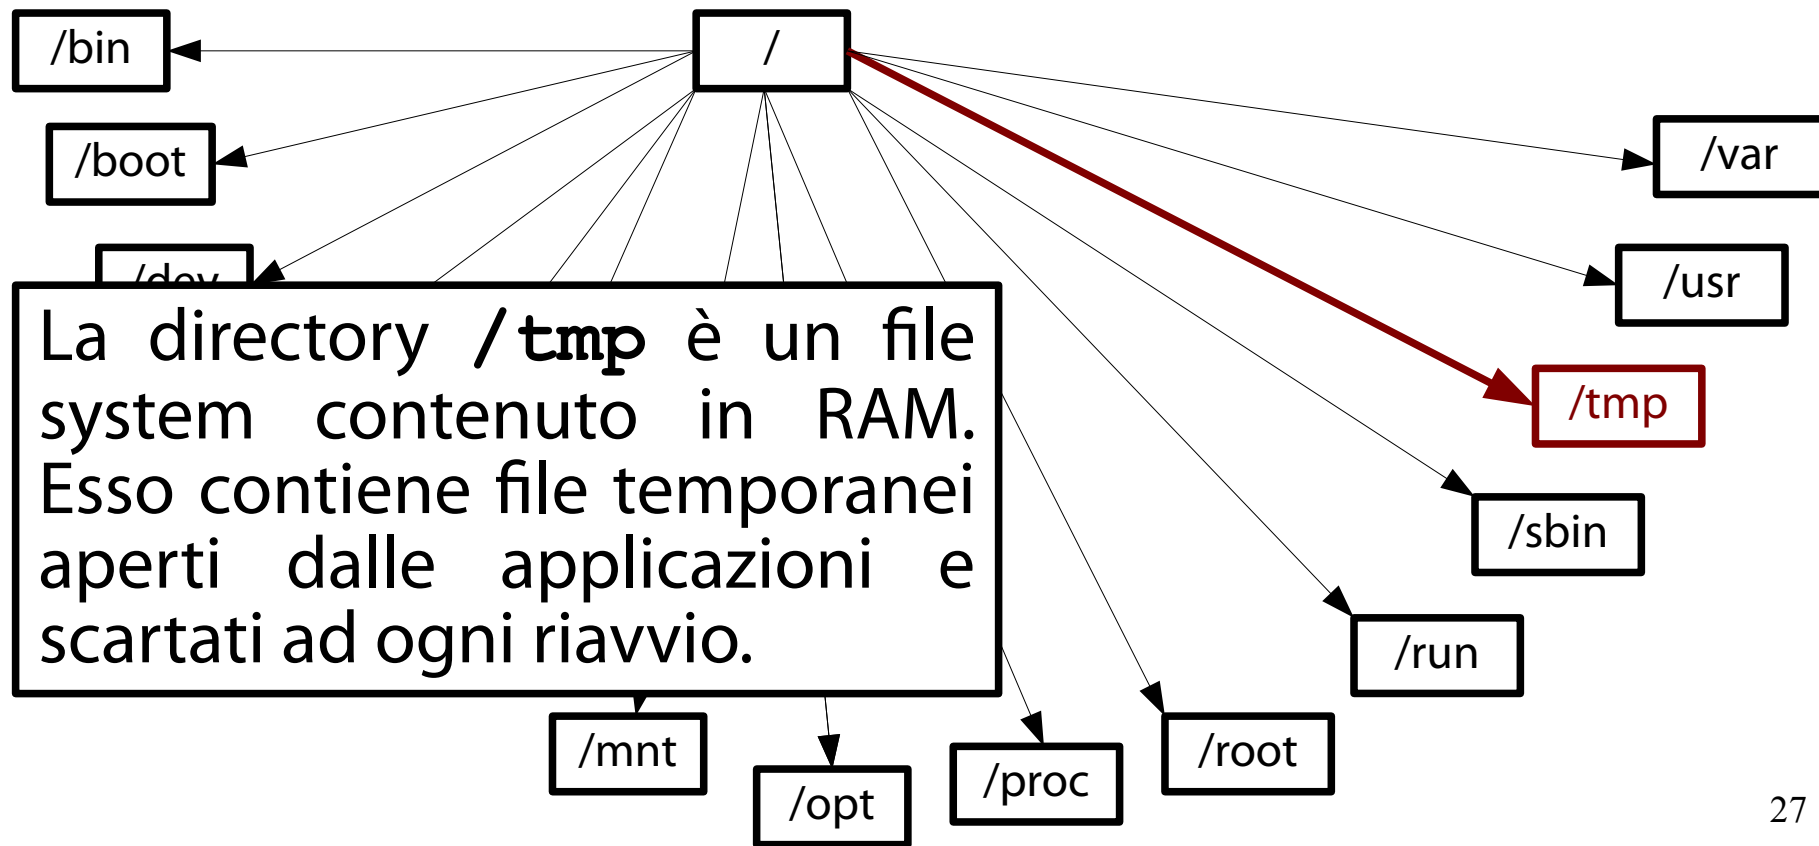 /bin
/
/boot
/var
/dev
/usr
La directory /tmp è un file
system contenuto in RAM.
Esso contiene file temporanei
aperti dalle applicazioni e
scartati ad ogni riavvio.
/tmp
/sbin
/run
/mnt
/opt
/proc
/root
27